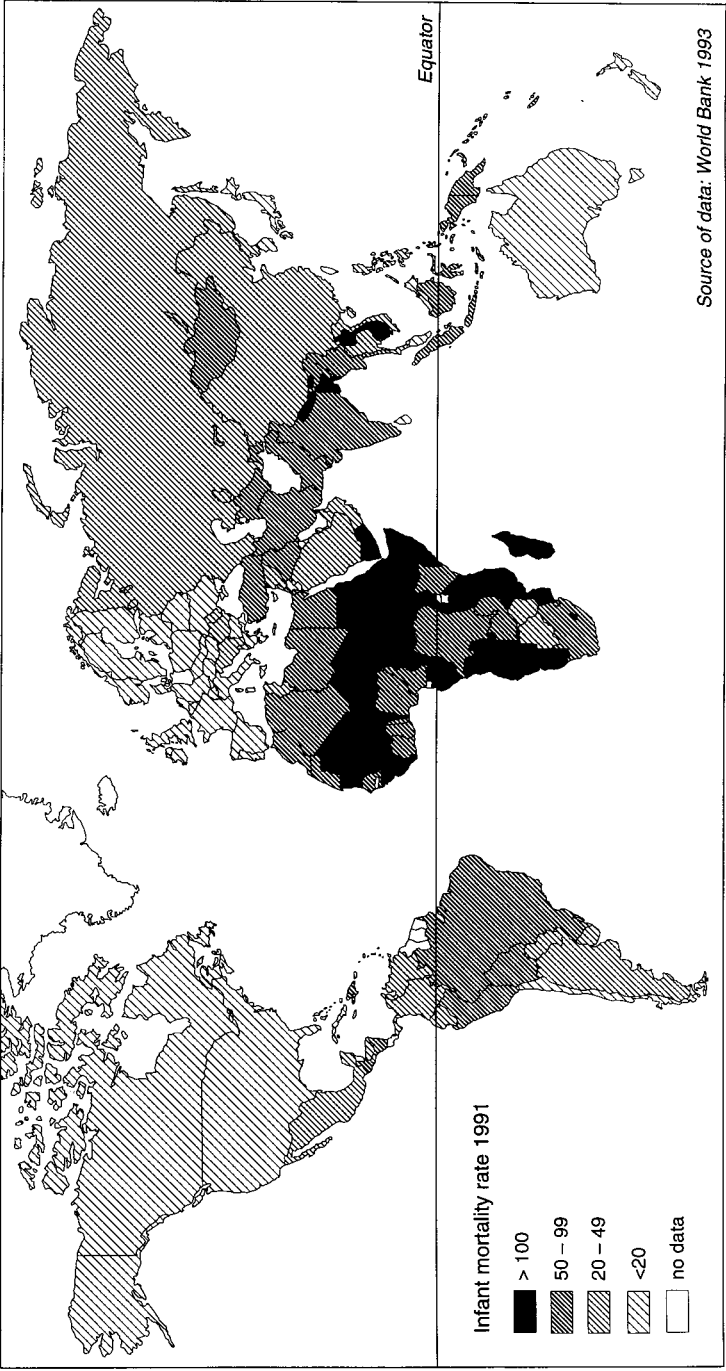 Equator
Infant mortality rate 1991
> 100
50 – 99
20 – 49
<20
no data
Source of data: World Bank 1993